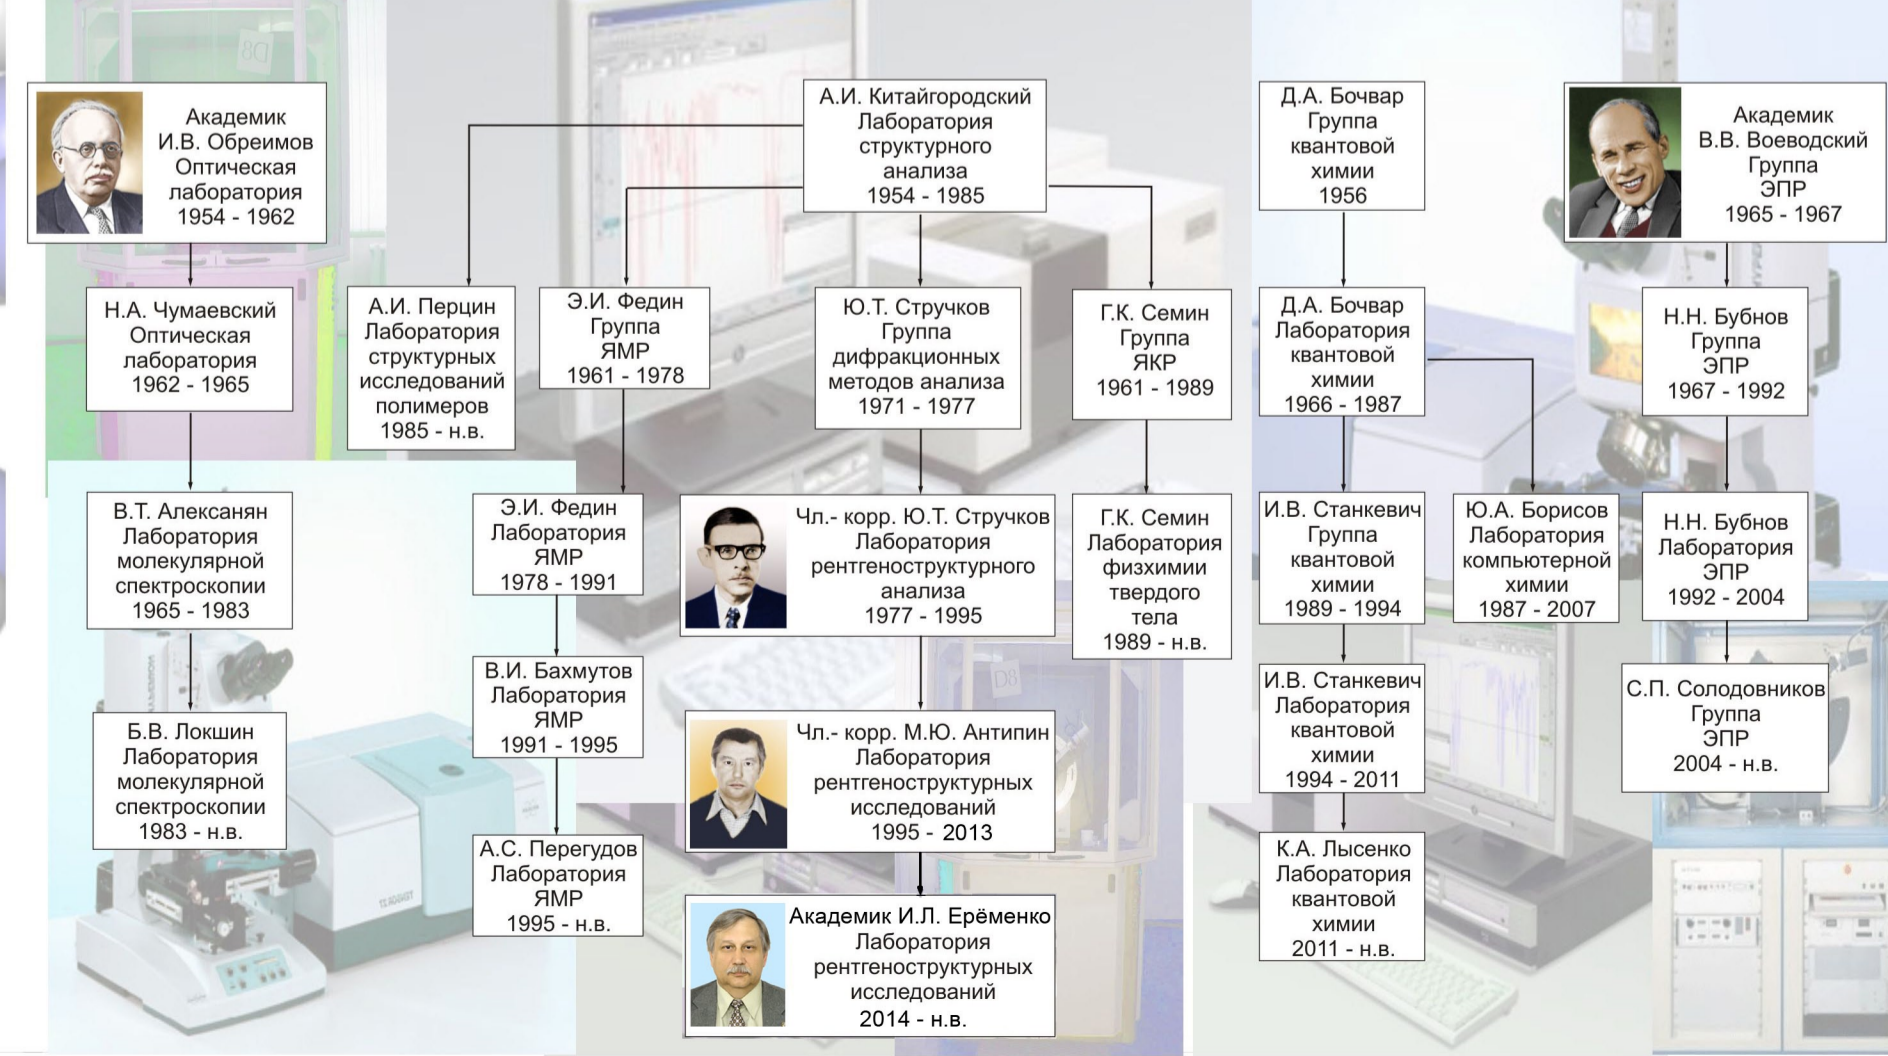 Академик
И.В. Обреимов
Оптическая
лаборатория
1954 - 1962
А.И. Китайгородский
Лаборатория
структурного
анализа
1954 - 1985
Д.А. Бочвар
Группа
квантовой
химии
1956
Академик
В.В. Воеводский
Группа
ЭПР
1965 - 1967
Н.А. Чумаевский
Оптическая
лаборатория
1962 - 1965
А.И. Перцин
Лаборатория
структурных
исследований
полимеров
1985 - н.в.
Э.И. Федин
Группа
ЯМР
1961 - 1978
Ю.Т. Стручков
Группа
дифракционных
методов анализа
1971 - 1977
Г.К. Семин
Группа
ЯКР
1961 - 1989
Д.А. Бочвар
Лаборатория
квантовой
химии
1966 - 1987
Н.Н. Бубнов
Группа
ЭПР
1967 - 1992
В.Т. Алексанян
Лаборатория
молекулярной
спектроскопии
1965 - 1983
Э.И. Федин
Лаборатория
ЯМР
1978 - 1991
Чл.- корр. Ю.Т. Стручков
Лаборатория
рентгеноструктурного
анализа
1977 - 1995
Г.К. Семин
Лаборатория
физхимии
твердого
тела
1989 - н.в.
И.В. Станкевич
Группа
квантовой
химии
1989 - 1994
Ю.А. Борисов
Лаборатория
компьютерной
химии
1987 - 2007
Н.Н. Бубнов
Лаборатория
ЭПР
1992 - 2004
Б.В. Локшин
Лаборатория
молекулярной
спектроскопии
1983 - н.в.
В.И. Бахмутов
Лаборатория
ЯМР
1991 - 1995
Чл.- корр. М.Ю. Антипин
Лаборатория
рентгеноструктурных
исследований
1995 - 2013
И.В. Станкевич
Лаборатория
квантовой
химии
1994 - 2011
С.П. Солодовников
Группа
ЭПР
2004 - н.в.
А.С. Перегудов
Лаборатория
ЯМР
1995 - н.в.
Академик И.Л. Ерёменко
Лаборатория
рентгеноструктурных
исследований
2014 - н.в.
К.А. Лысенко
Лаборатория
квантовой
химии
2011 - н.в.
D8